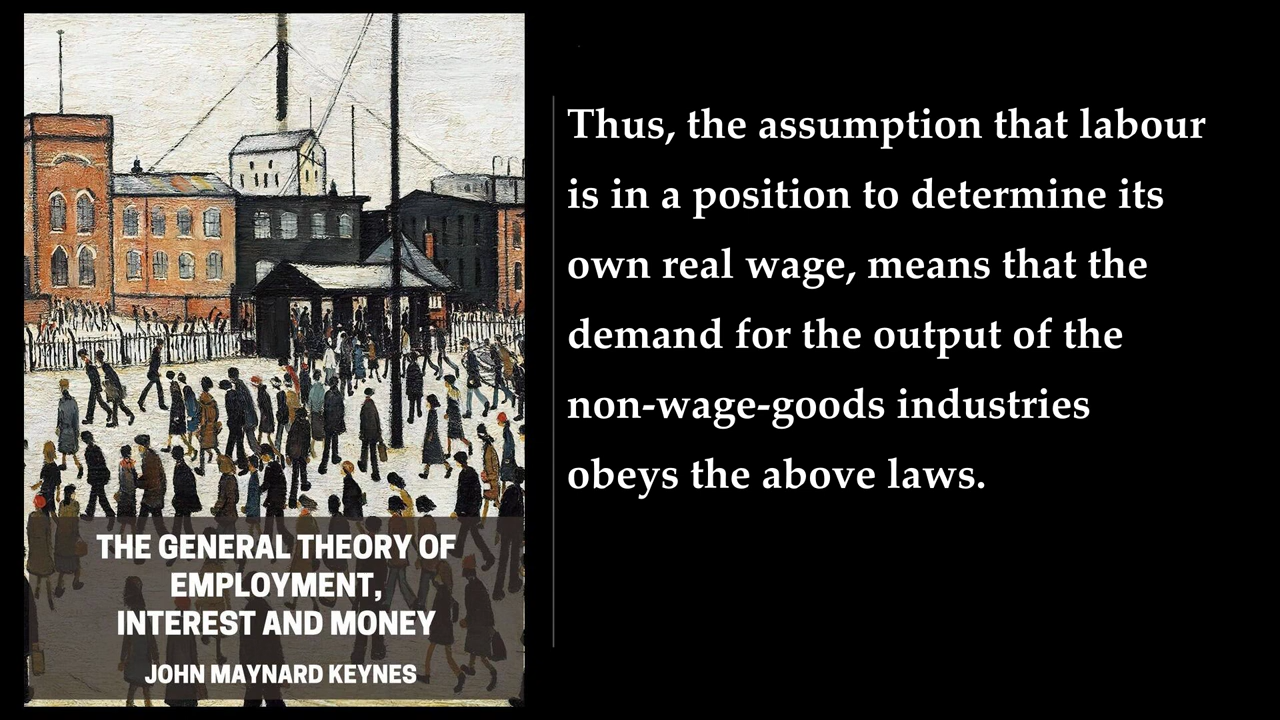 THE GENERAL THEORY OF
EMPLOYMENT,
INTEREST AND MONEY
JOHN MAYNARD KEYNES
Thus, the assumption that labour
is in a position to determine its
own real wage, means that the
demand for the output of the
non-wage-goods industries
obeys the above laws.